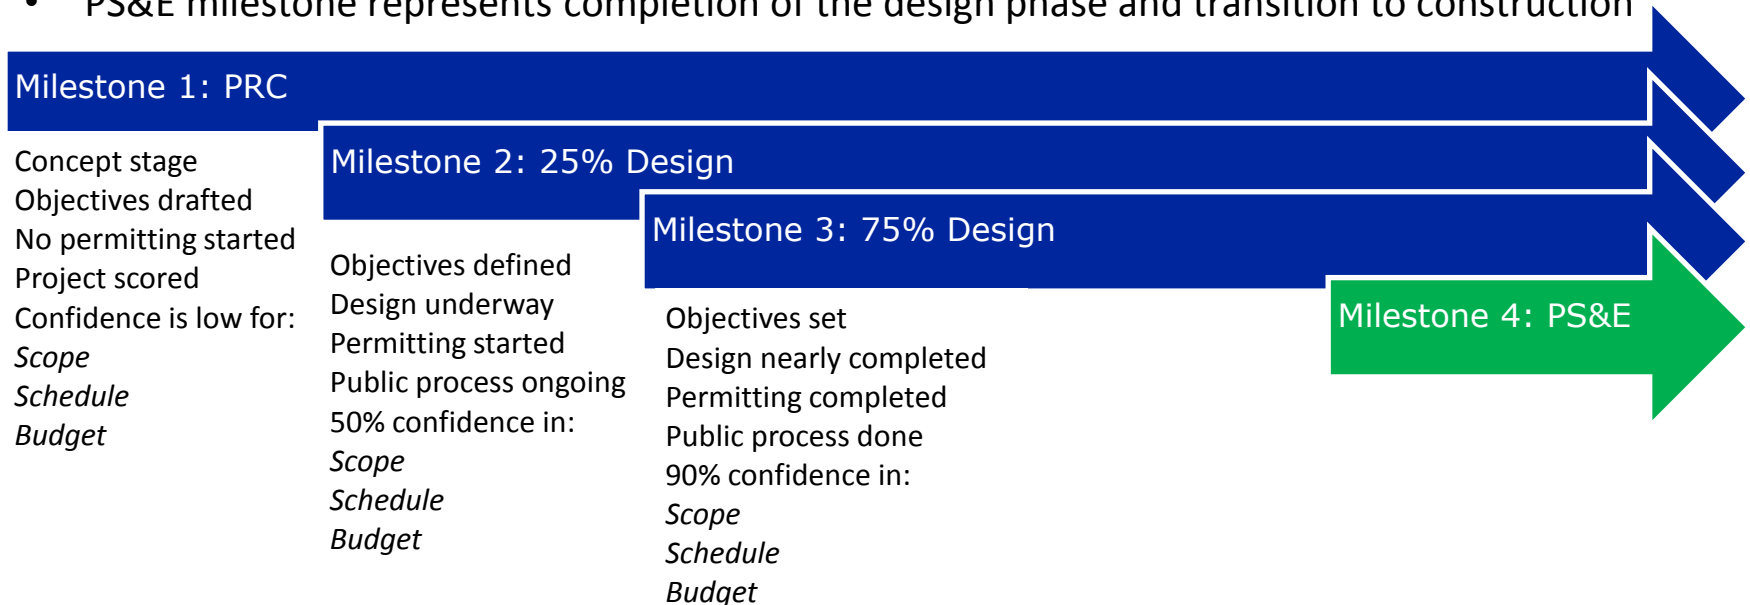 • PS&E milestone represents completion of the design phase and transition to construction
Milestone 1: PRC
Concept stage
Objectives drafted
No permitting started
Project scored
Confidence is low for:
Scope
Schedule
Budget
Milestone 2: 25% Design
Objectives defined
Design underway
Permitting started
Public process ongoing
50% confidence in:
Scope
Schedule
Budget
Milestone 3: 75% Design
Objectives set
Design nearly completed
Permitting completed
Public process done
90% confidence in:
Scope
Schedule
Budget
Milestone 4: PS&E